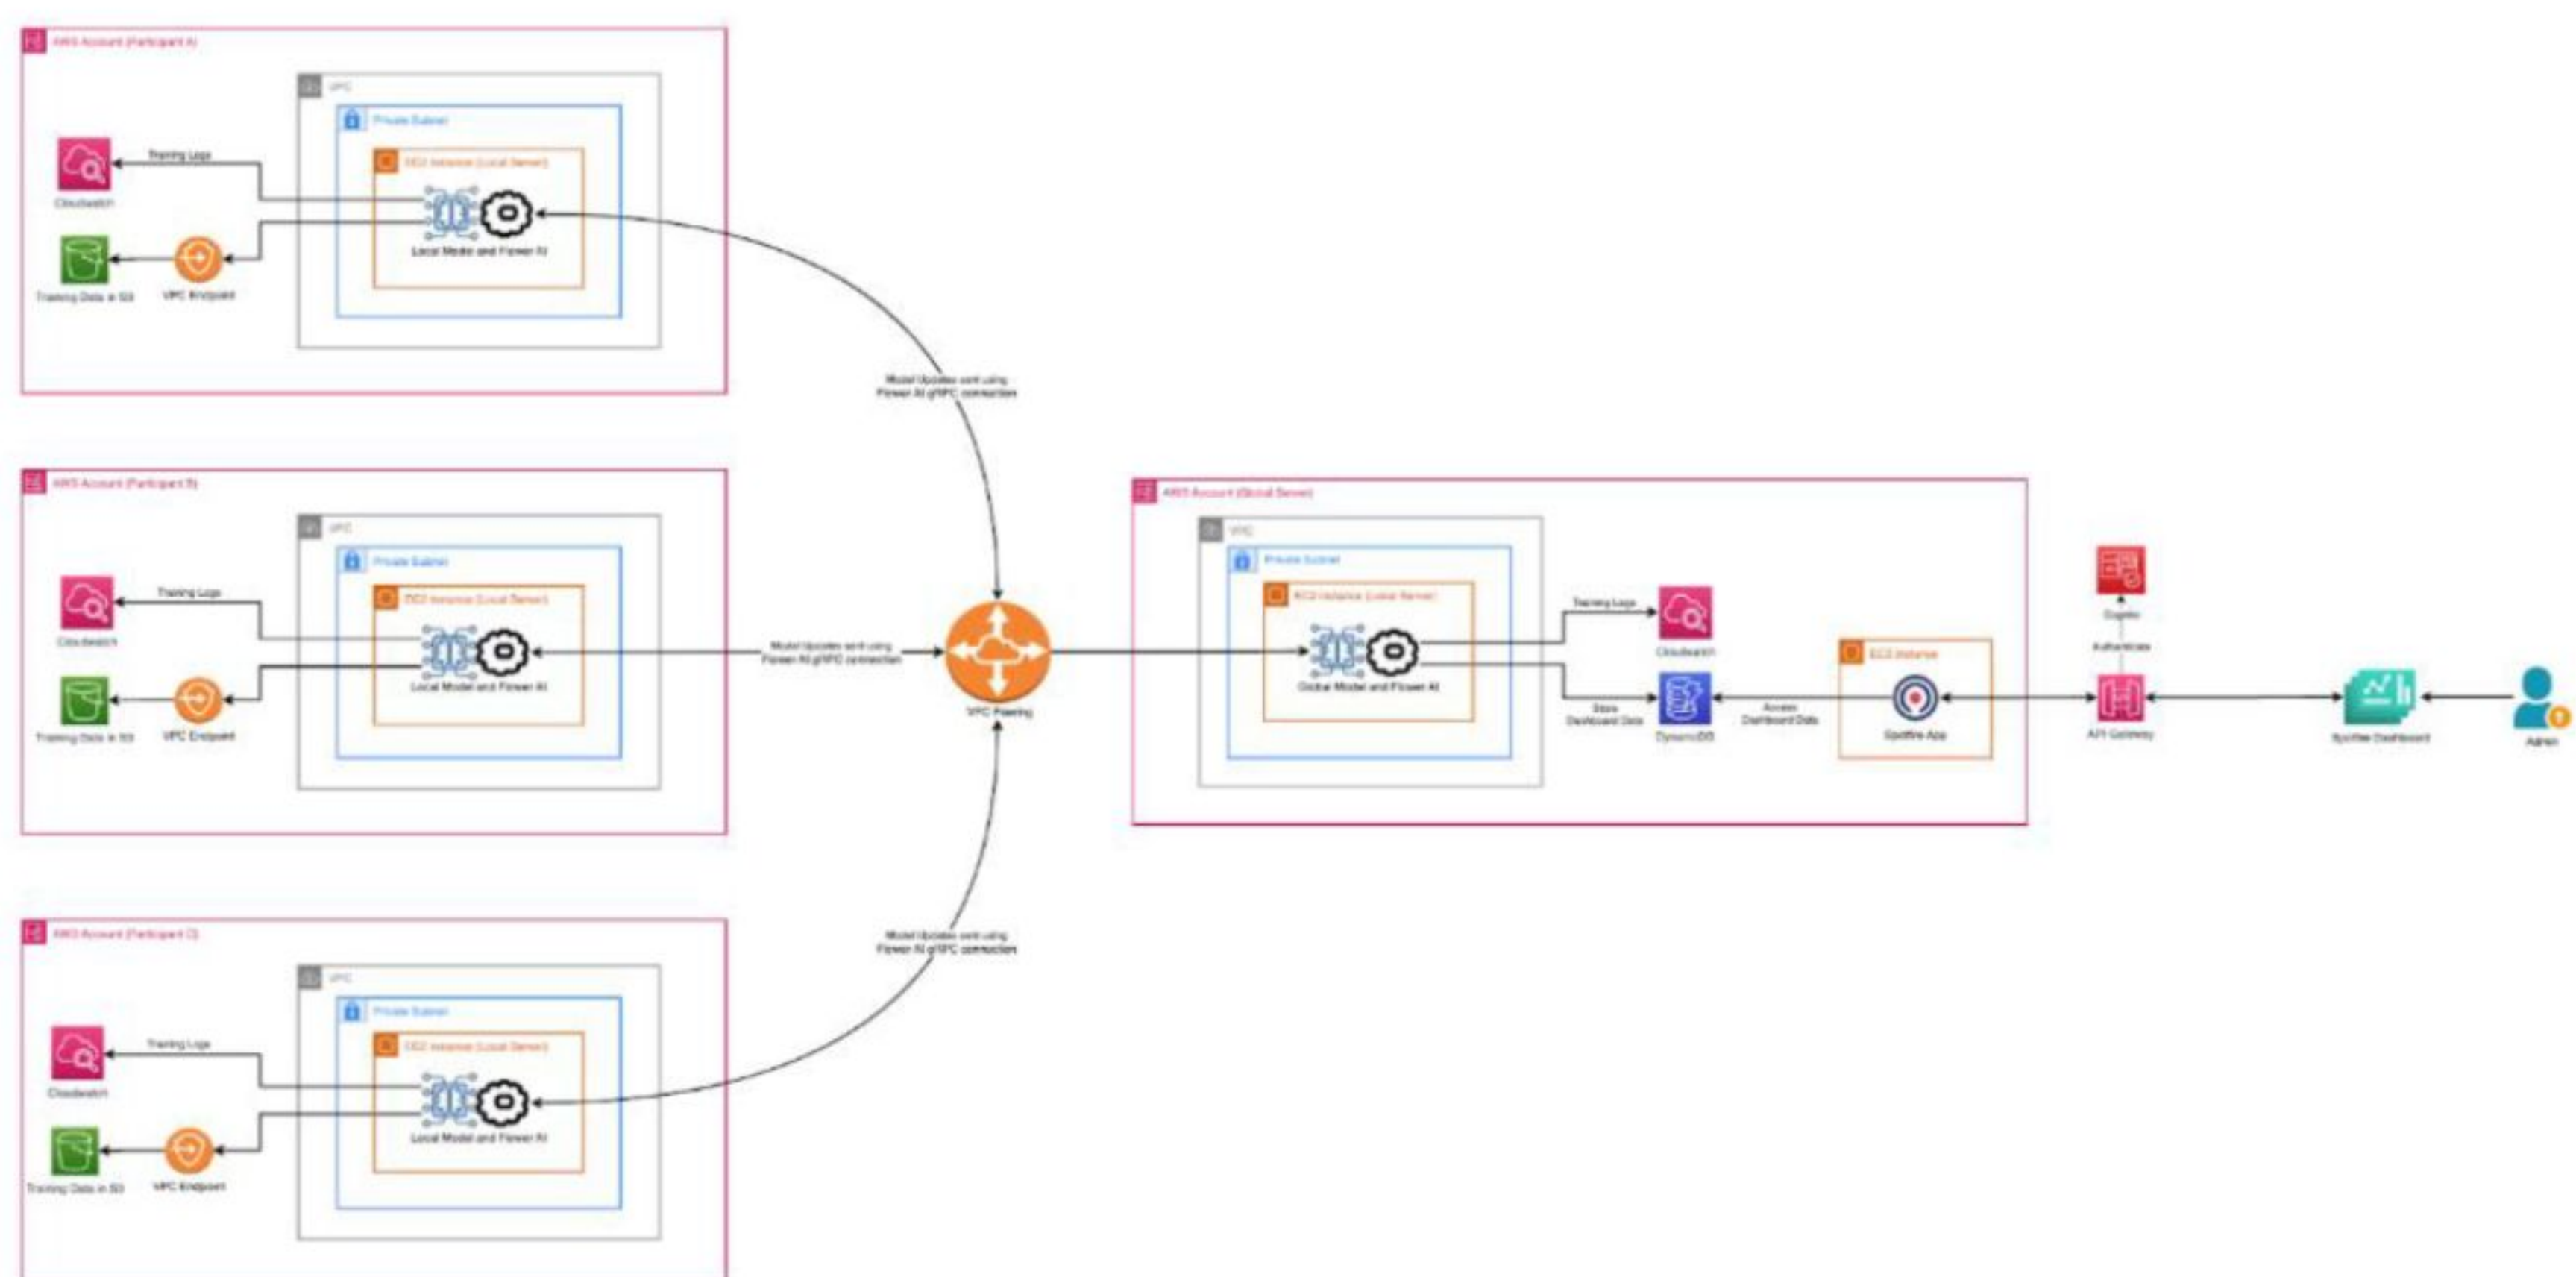 AWS Account (Participant A)
VPC
Private Subnet
EC2 Instance (Local Server)
Training Logs
Cloudwatch
Local Model and Flower AI
Training Data in S3
VPC Endpoint
Model Updates sent using
Flower AI gRPC connection
AWS Account (Participant B)
VPC
Private Subnet
EC2 Instance (Local Server)
Training Logs
Cloudwatch
Local Model and Flower AI
Training Data in S3
VPC Endpoint
Model Updates sent using
Flower AI gRPC connection
VPC Peering
AWS Account (Global Server)
VPC
Private Subnet
EC2 Instance (Local Server)
Global Model and Flower AI
Training Logs
Cloudwatch
Store
Dashboard Data
DynamoDB
Access
Dashboard Data
EC2 Instance
Spotfire App
Cognito
Authenticate
API Gateway
Spotfire Dashboard
Admin
AWS Account (Participant
VPC
Private Subnet
EC2 Instance (Local Server)
Training Logs
Cloudwatch
Local Model and Flower AI
Training Data in S3
VPC Endpoint
Model Updates sent using
Flower AI gRPC connection